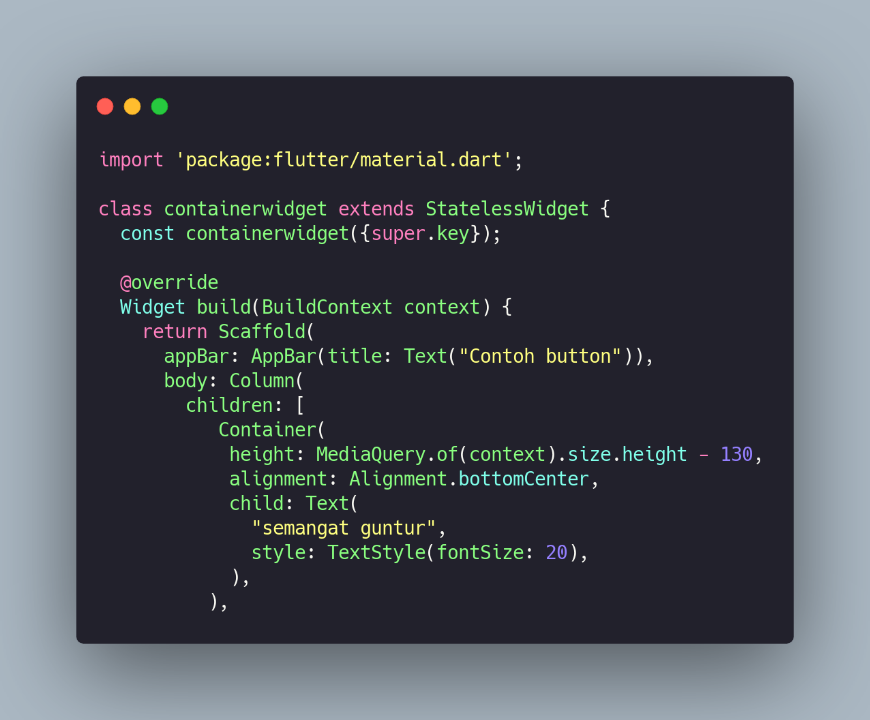 import 'package:flutter/material.dart';

class containerwidget extends StatelessWidget {
  const containerwidget({super.key});

  @override
  Widget build(BuildContext context) {
    return Scaffold(
      appBar: AppBar(title: Text("Contoh button")),
      body: Column(
        children: [
           Container(
            height: MediaQuery.of(context).size.height - 130,
            alignment: Alignment.bottomCenter,
            child: Text(
              "semangat guntur",
              style: TextStyle(fontSize: 20),
            ),
          ),